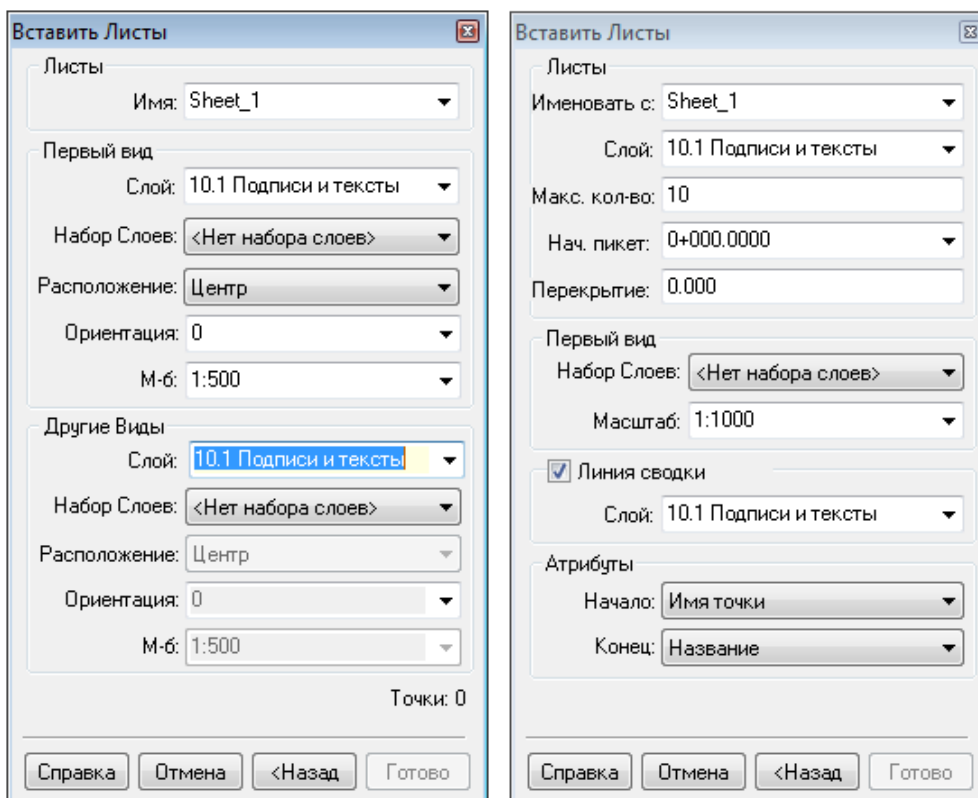 Вставить Листы
Листы
Имя: Sheet_1
Первый вид
Слой: 10.1 Подписи и тексты
Набор Слоев: <Нет набора слоев>
Расположение: Центр
Ориентация: 0
М-б: 1:500
Другие Виды
Слой: 10.1 Подписи и тексты
Набор Слоев: <Нет набора слоев>
Расположение: Центр
Ориентация: 0
М-б: 1:500
Точки: 0
Справка Отмена <Назад Готово
Вставить Листы
Листы
Именовать с: Sheet_1
Слой: 10.1 Подписи и тексты
Макс. кол-во: 10
Нач. пикет: 0+000.0000
Перекрытие: 0.000
Первый вид
Набор Слоев: <Нет набора слоев>
Масштаб: 1:1000
Линия сводки
Слой: 10.1 Подписи и тексты
Атрибуты
Начало: Имя точки
Конец: Название
Справка Отмена <Назад Готово